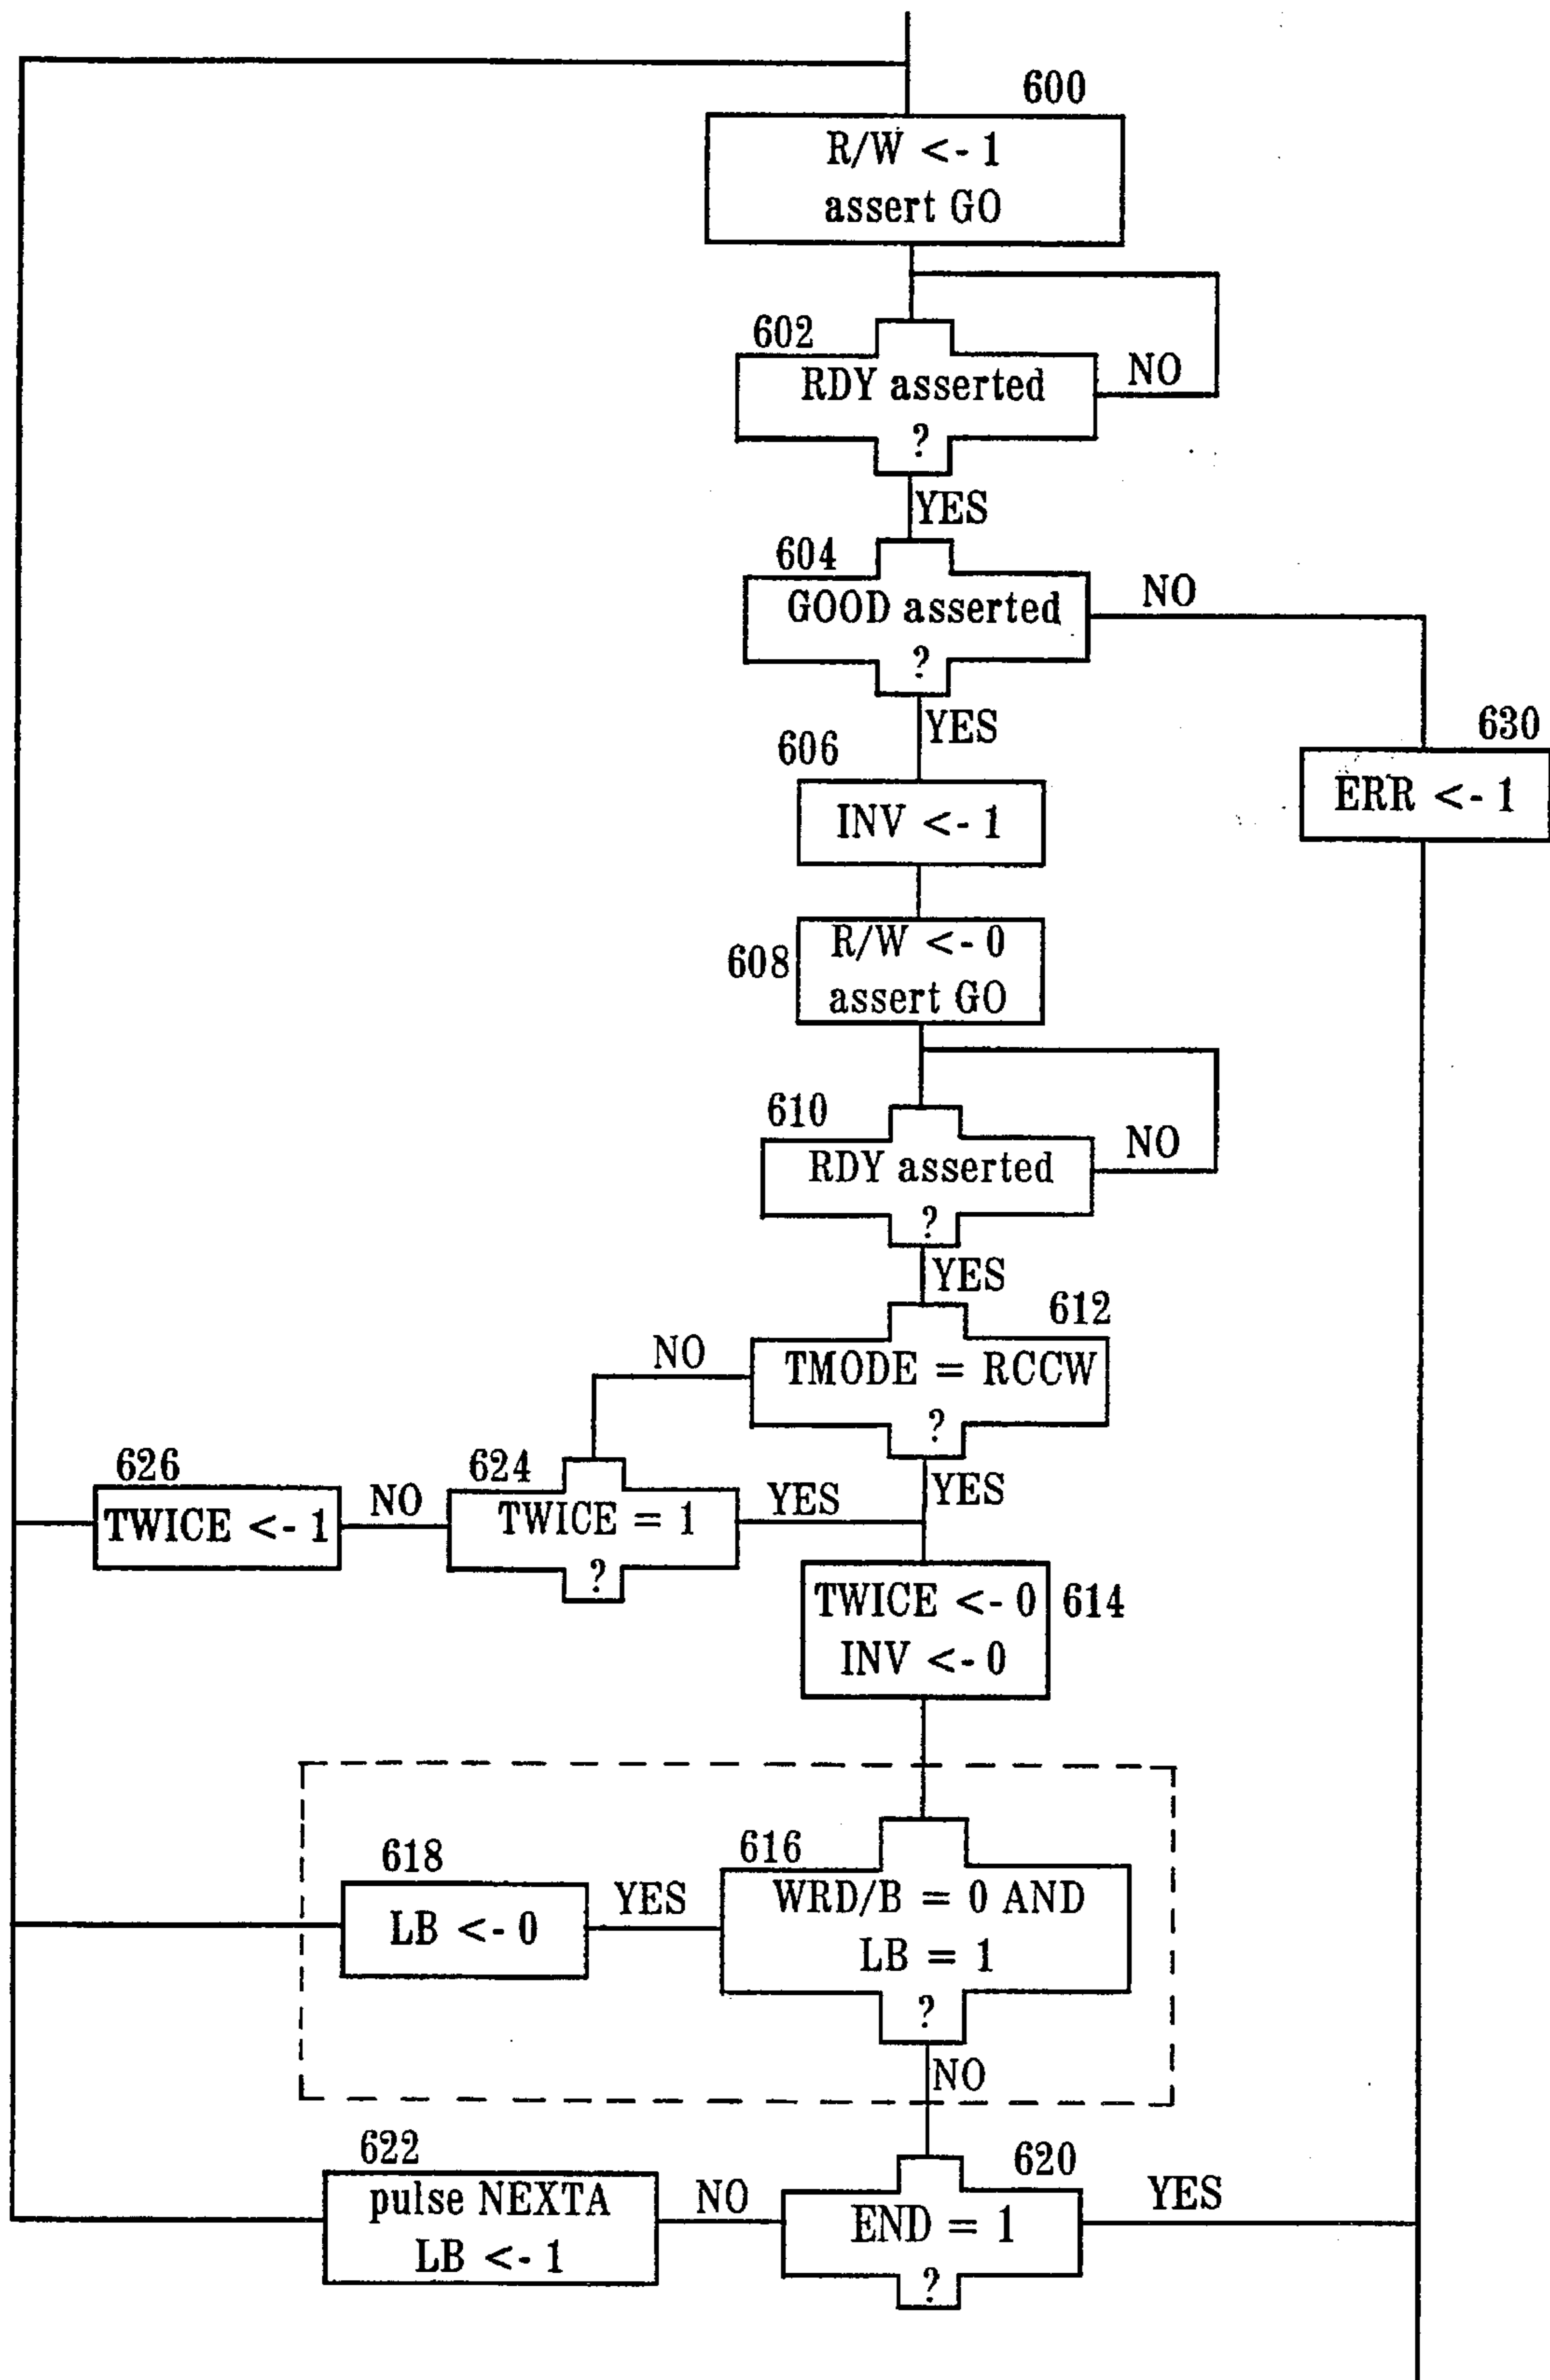 600
R/W <- 1
assert GO
602
RDY asserted
?
NO
YES
604
GOOD asserted
?
NO
YES
630
ERR <- 1
606
INV <- 1
608
R/W <- 0
assert GO
610
RDY asserted
?
NO
YES
612
TMODE = RCCW
?
NO
YES
624
TWICE = 1
?
YES
NO
626
TWICE <- 1
TWICE <- 0
INV <- 0
614
616
WRD/B = 0 AND
LB = 1
?
YES
618
LB <- 0
NO
620
END = 1
?
YES
NO
622
pulse NEXTA
LB <- 1